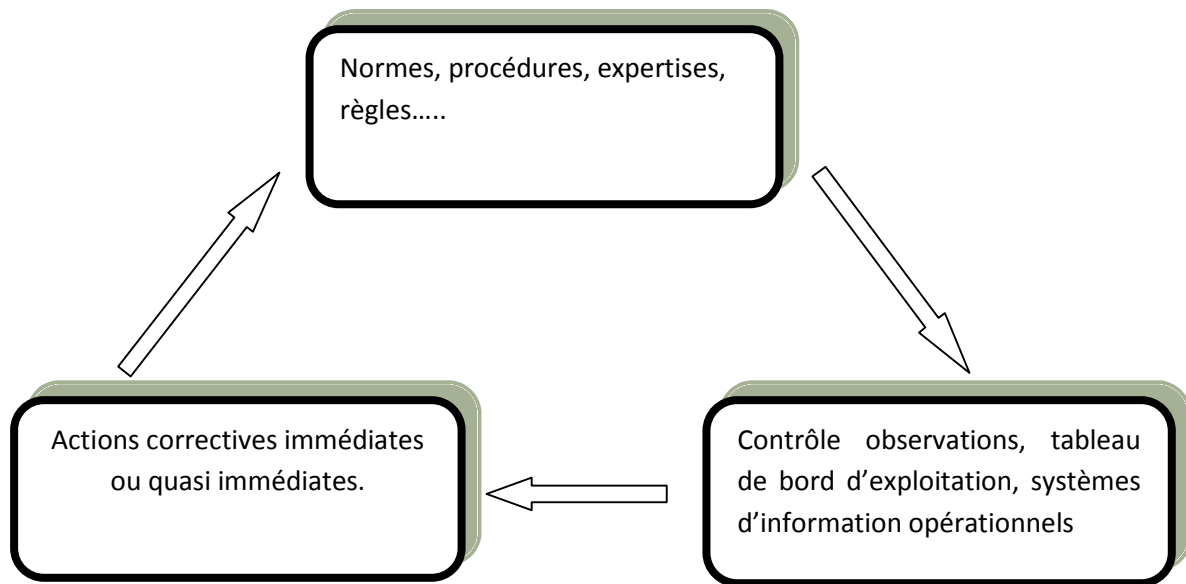 Normes, procédures, expertises,
règles…..
Actions correctives immédiates
ou quasi immédiates.
Contrôle observations, tableau
de bord d’exploitation, systèmes
d’information opérationnels